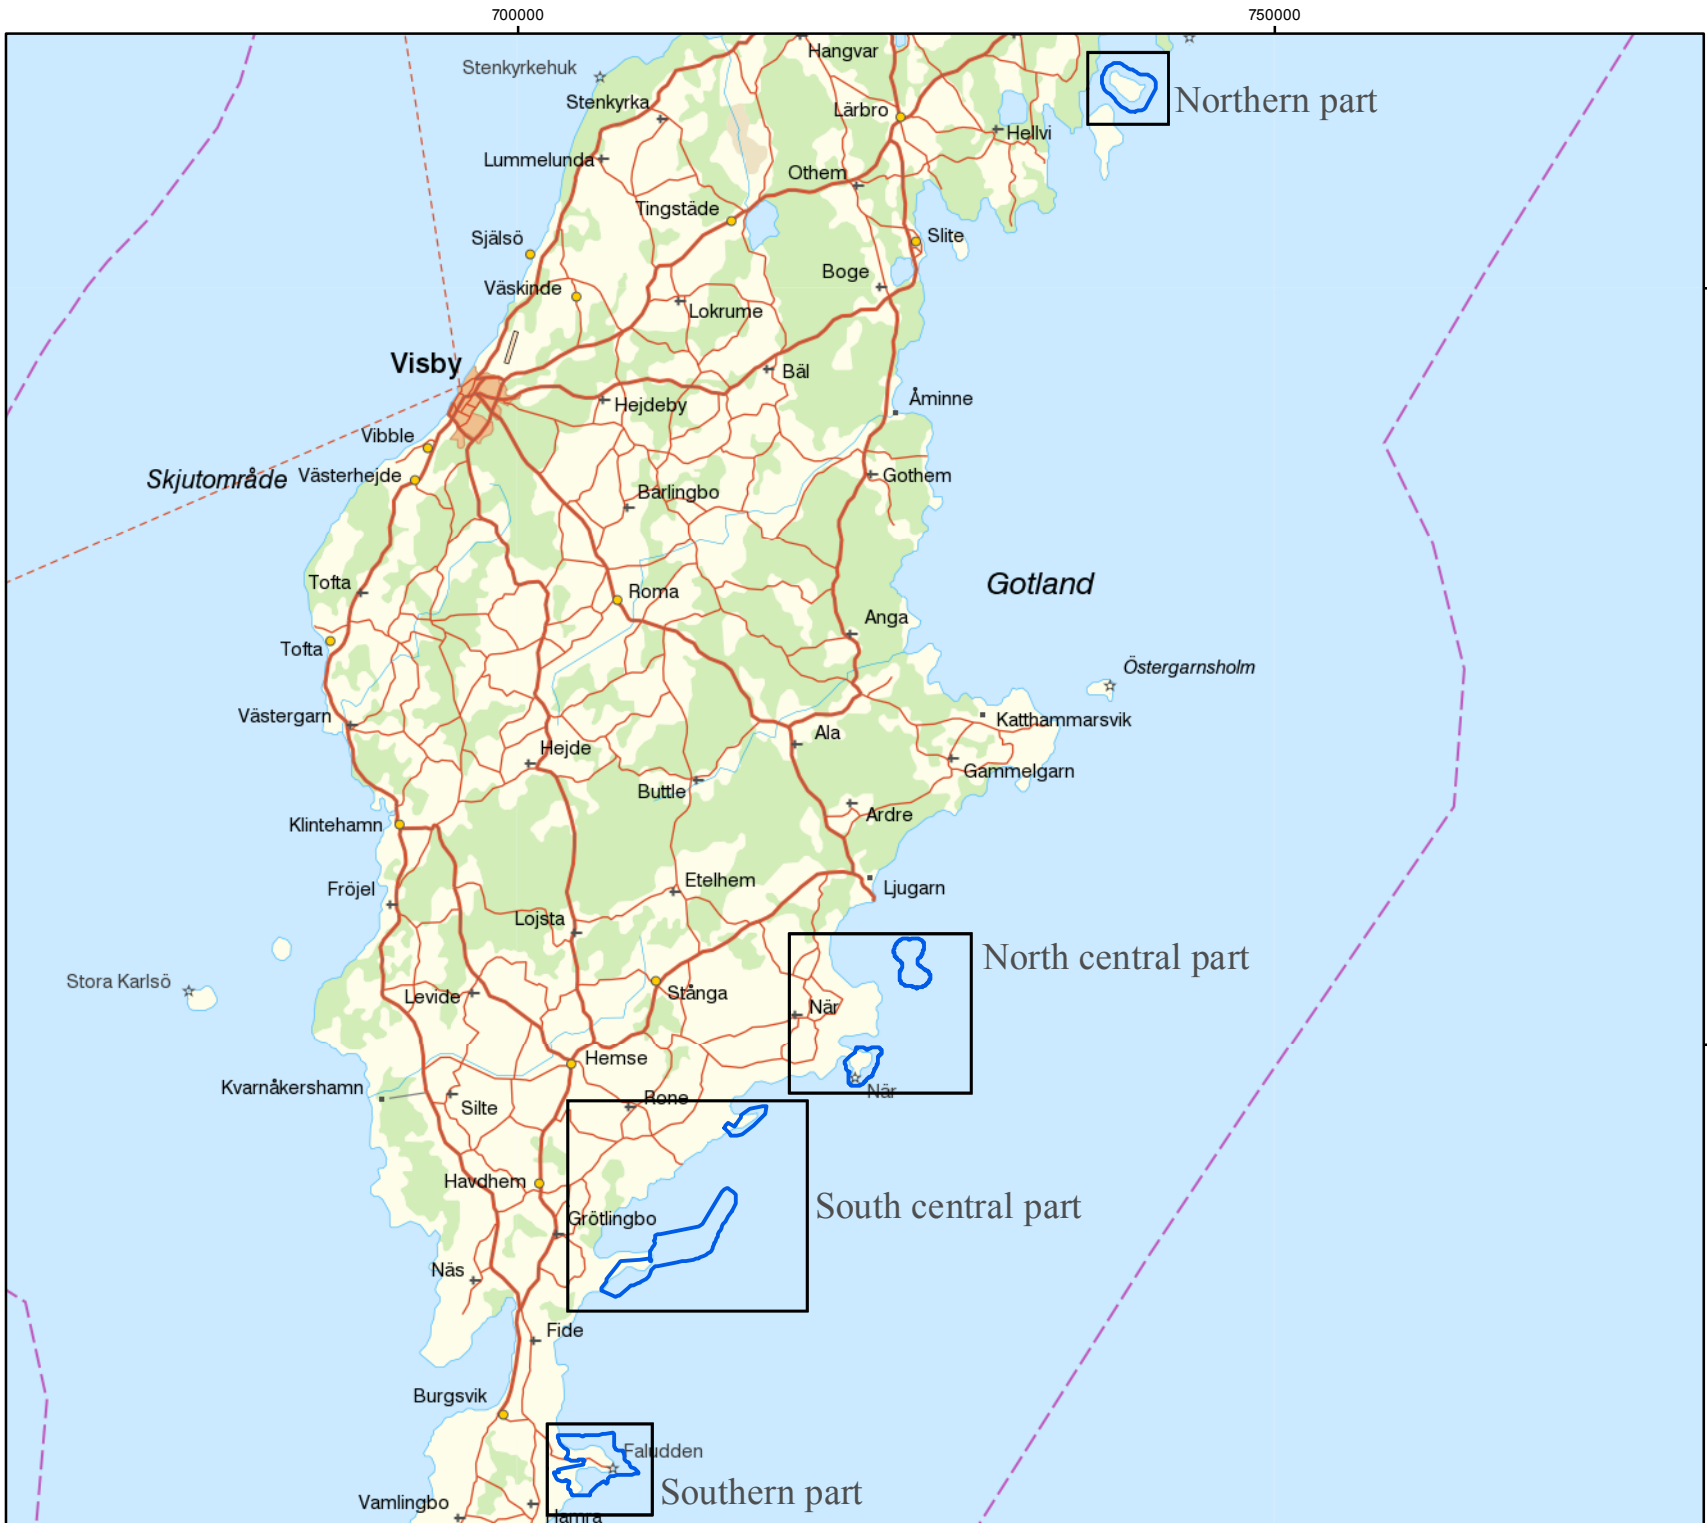 700000
750000
Hangvar
Stenkyrkehuk
Stenkyrka
Lärbro
Northern part
Hellvi
Lummelunda
Othem
Tingstäde
Själsö
Slite
Boge
Väskinde
Lokrume
Visby
Bäl
Åminne
Hejdeby
Vibble
Skjutområde
Västerhejde
Gothem
Barlingbo
Tofta
Gotland
Roma
Anga
Tofta
Östergarnsholm
Västergarn
Katthammarsvik
Ala
Hejde
Gammelgarn
Buttle
Ardre
Klintehamn
Etelhem
Ljugarn
Fröjel
Lojsta
North central part
Stora Karlsö
Levide
Stånga
När
Hemse
Kvarnåkershamn
När
Rone
Silte
Havdhem
South central part
Grötlingbo
Näs
Fide
Burgsvik
Faludden
Southern part
Vamlingbo
Hamra